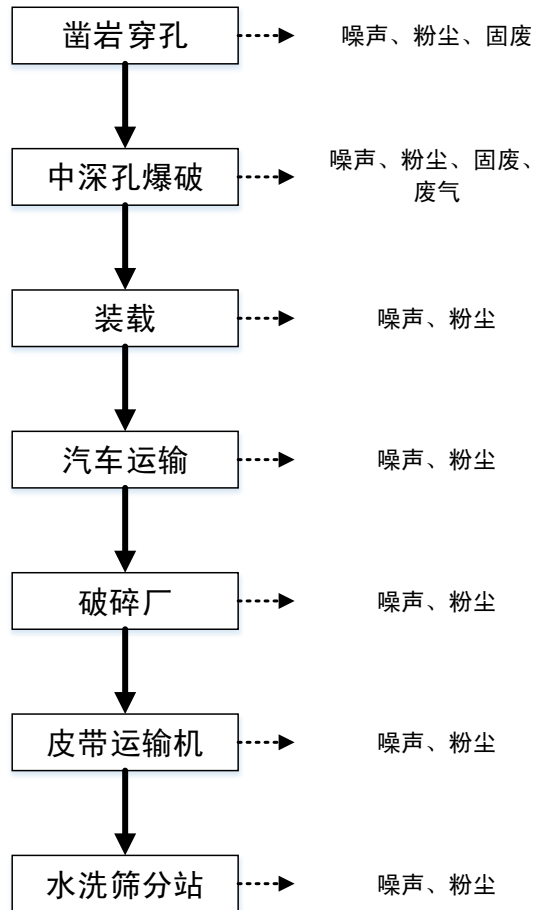 凿岩穿孔
噪声、粉尘、固废
中深孔爆破
噪声、粉尘、固废、
废气
装载
噪声、粉尘
汽车运输
噪声、粉尘
破碎厂
噪声、粉尘
皮带运输机
噪声、粉尘
水洗筛分站
噪声、粉尘